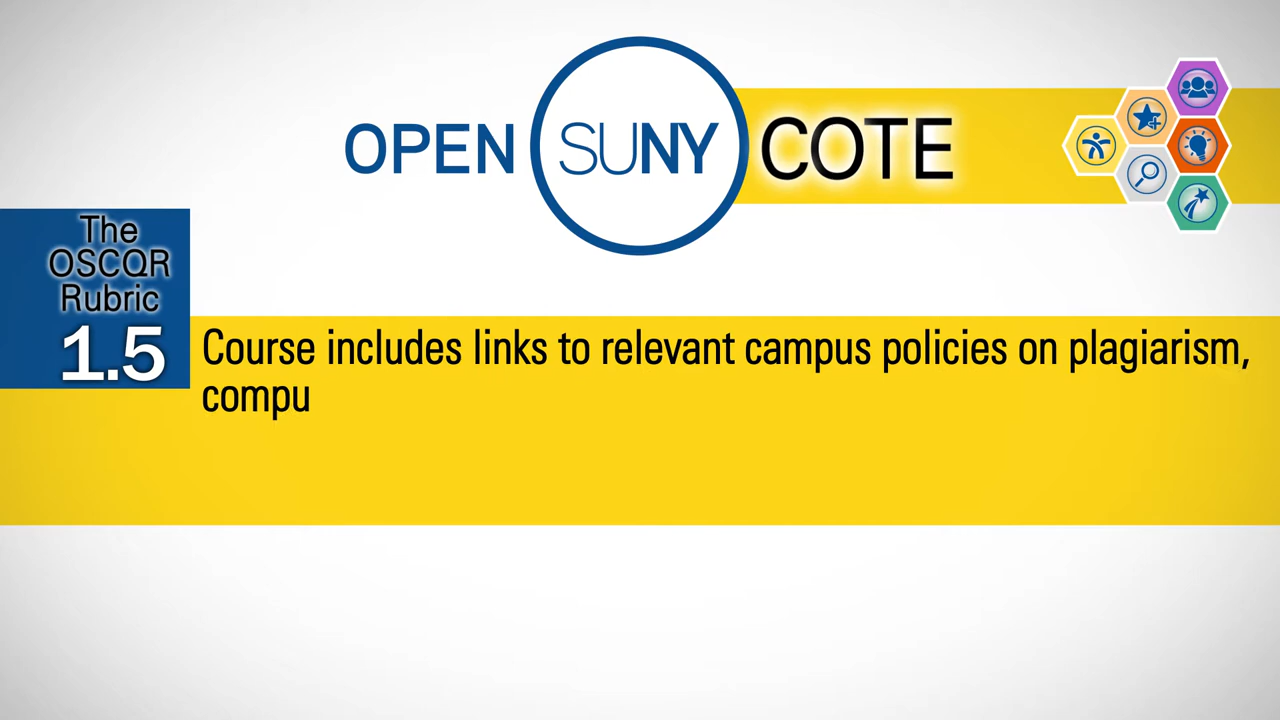 OPEN SUNY COTE
The
OSCQR
Rubric
1.5
Course includes links to relevant campus policies on plagiarism,
compu